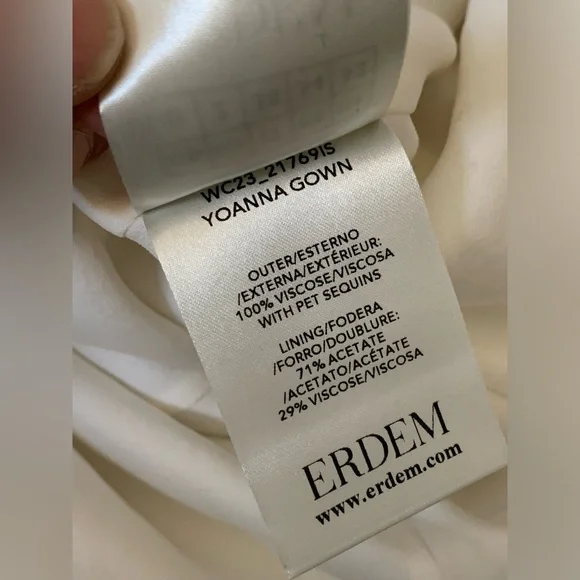 WC23_21769IS
YOANNA GOWN
OUTER/ESTERNO
/EXTERNA/EXTÉRIEUR:
100% VISCOSE/VISCOSA
WITH PET SEQUINS
LINING/FODERA
/FORRO/DOUBLURE:
71% ACETATE
/ACETATO/ACÉTATE
29% VISCOSE/VISCOSA
ERDEM
www.erdem.com